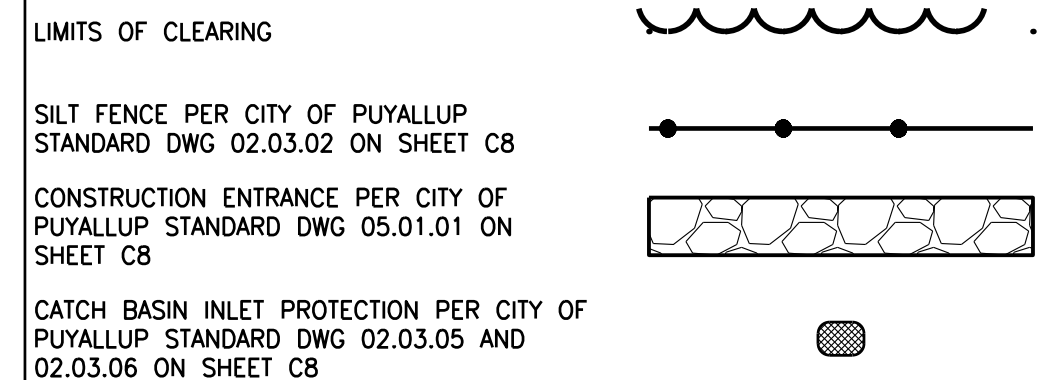 LIMITS OF CLEARING
SILT FENCE PER CITY OF PUYALLUP
STANDARD DWG 02.03.02 ON SHEET C8
CONSTRUCTION ENTRANCE PER CITY OF
PUYALLUP STANDARD DWG 05.01.01 ON
SHEET C8
CATCH BASIN INLET PROTECTION PER CITY OF
PUYALLUP STANDARD DWG 02.03.05 AND
02.03.06 ON SHEET C8